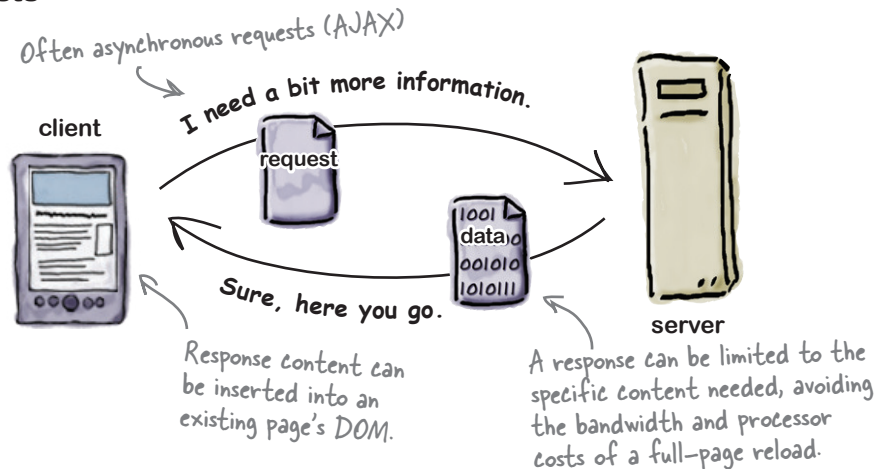 Often asynchronous requests (AJAX)
I need a bit more information.
client
request
1001
data
001010
1010111
Sure, here you go.
server
Response content can
be inserted into an
existing page's DOM.
A response can be limited to the
specific content needed, avoiding
the bandwidth and processor
costs of a full-page reload.